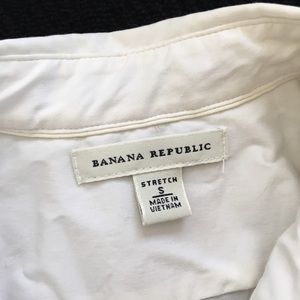 BANANA REPUBLIC
STRETCH
S
MADE IN
VIETNAM